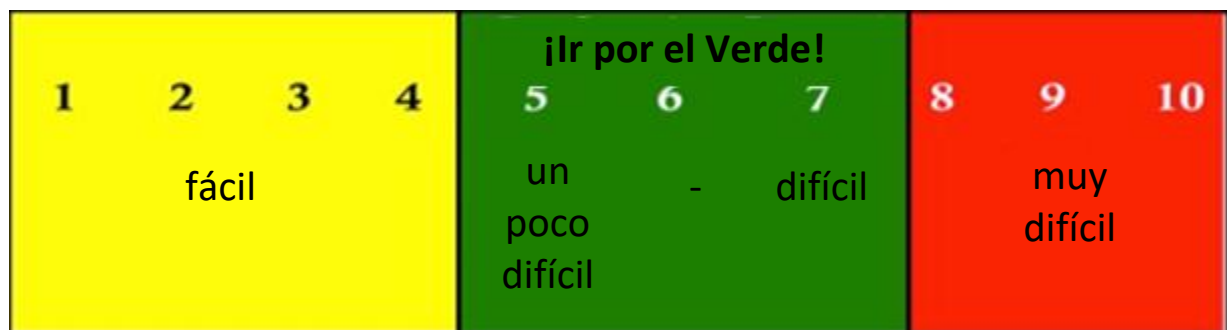 ¡Ir por el Verde!
1 2 3 4 5 6 7 8 9 10
fácil
un poco difícil - difícil
muy difícil